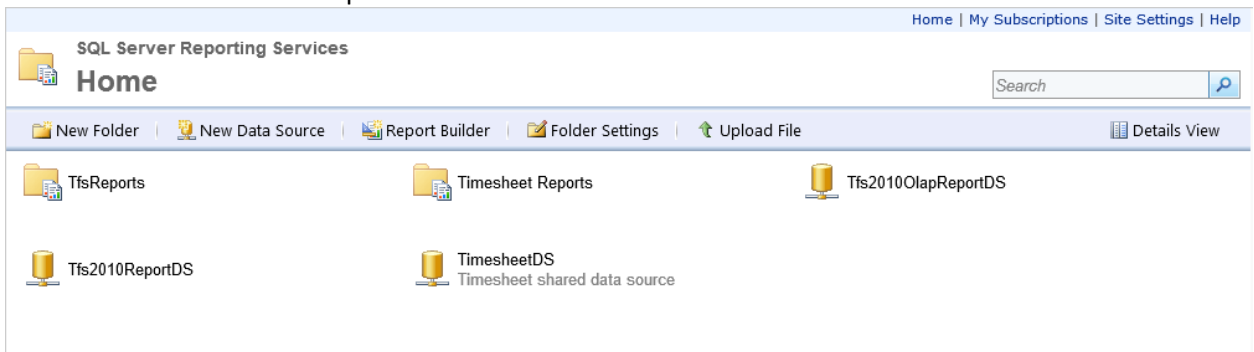 Home | My Subscriptions | Site Settings | Help
SQL Server Reporting Services
Home
Search
New Folder | New Data Source | Report Builder | Folder Settings | Upload File Details View
TfsReports Timesheet Reports Tfs2010OlapReportDS
Tfs2010ReportDS TimesheetDS
Timesheet shared data source